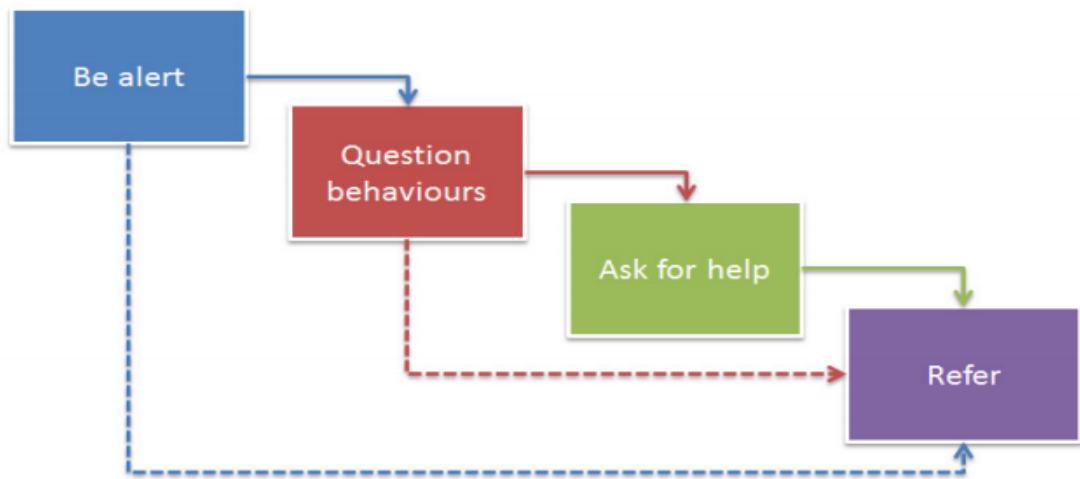 Be alert
Question
behaviours
Ask for help
Refer